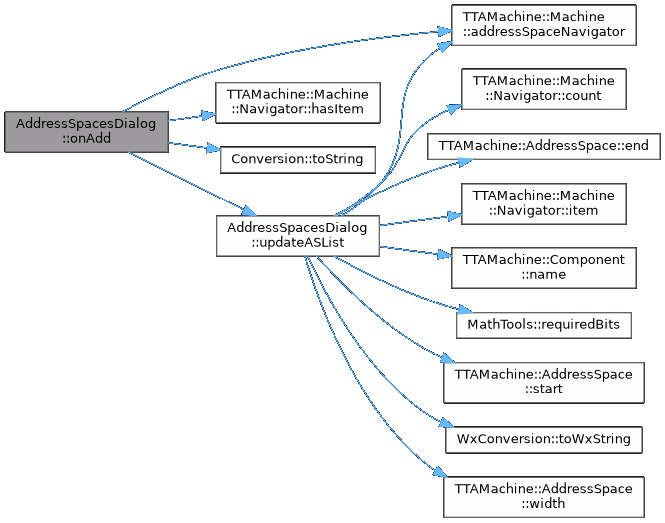 AddressSpacesDialog
::onAdd
TTAMachine::Machine
::Navigator::hasItem
Conversion::toString
AddressSpacesDialog
::updateASList
TTAMachine::Machine
::addressSpaceNavigator
TTAMachine::Machine
::Navigator::count
TTAMachine::AddressSpace::end
TTAMachine::Machine
::Navigator::item
TTAMachine::Component
::name
MathTools::requiredBits
TTAMachine::AddressSpace
::start
WxConversion::toWxString
TTAMachine::AddressSpace
::width